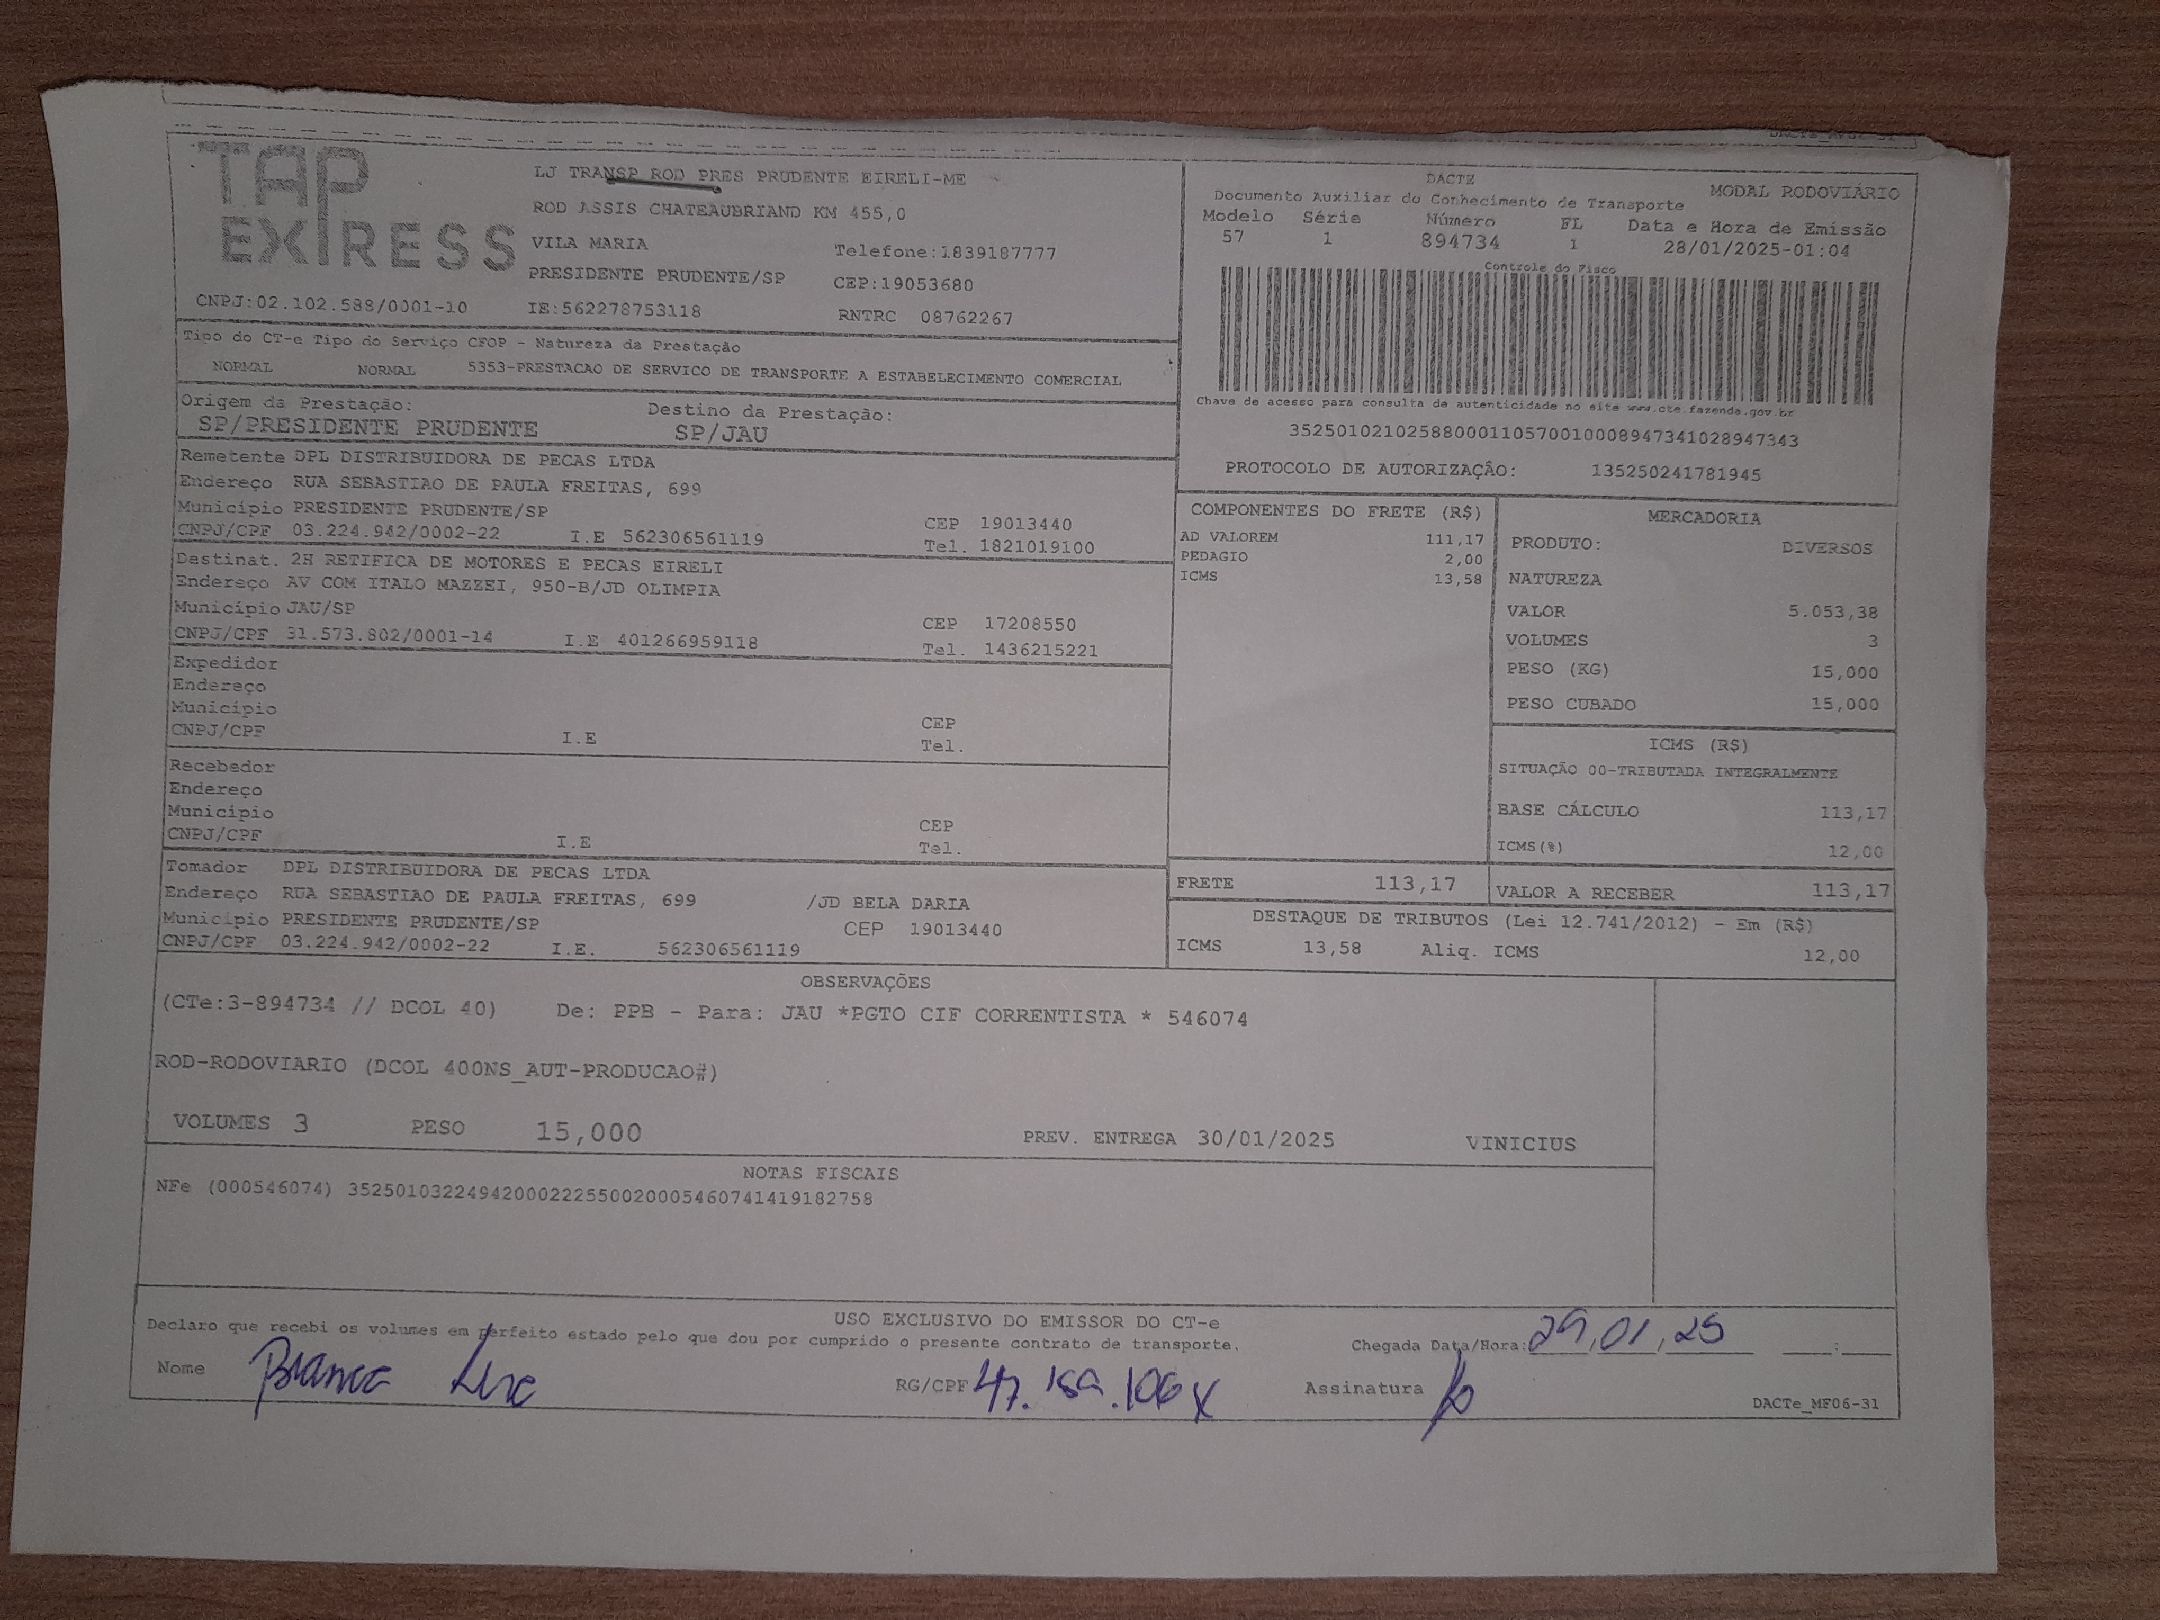 TAP EXPRESS
LJ TRANSP ROD PRES PRUDENTE EIRELI-ME
ROD ASSIS CHATEAUBRIAND KM 455,0
VILA MARIA Telefone:1839187777
PRESIDENTE PRUDENTE/SP CEP:19053680
CNPJ:02.102.588/0001-10 IE:562278753118 RNTRC 08762267
DACTE MODAL RODOVIÁRIO
Documento Auxiliar do Conhecimento de Transporte
Modelo Série Número FL Data e Hora de Emissão
57 1 894734 1 28/01/2025-01:04
Controle do Fisco
Chave de acesso para consulta de autenticidade no site www.cte.fazenda.gov.br
35250102102588000110570010008947341028947343
PROTOCOLO DE AUTORIZAÇÂO: 135250241781945
Tipo do CT-e Tipo do Serviço CFOP - Natureza da Prestação
NORMAL NORMAL 5353-PRESTACAO DE SERVICO DE TRANSPORTE A ESTABELECIMENTO COMERCIAL
Origem da Prestação: Destino da Prestação:
SP/PRESIDENTE PRUDENTE SP/JAU
Remetente DPL DISTRIBUIDORA DE PECAS LTDA
Endereço RUA SEBASTIAO DE PAULA FREITAS, 699
Município PRESIDENTE PRUDENTE/SP CEP 19013440
CNPJ/CPF 03.224.942/0002-22 I.E 562306561119 Tel. 1821019100
Destinat. 2H RETIFICA DE MOTORES E PECAS EIRELI
Endereço AV COM ITALO MAZZEI, 950-B/JD OLIMPIA
Município JAU/SP CEP 17208550
CNPJ/CPF 31.573.802/0001-14 I.E 401266959118 Tel. 1436215221
Expedidor
Endereço
Município CEP
CNPJ/CPF I.E Tel.
Recebedor
Endereço
Município CEP
CNPJ/CPF I.E Tel.
Tomador DPL DISTRIBUIDORA DE PECAS LTDA
Endereço RUA SEBASTIAO DE PAULA FREITAS, 699 /JD BELA DARIA
Município PRESIDENTE PRUDENTE/SP CEP 19013440
CNPJ/CPF 03.224.942/0002-22 I.E. 562306561119
COMPONENTES DO FRETE (R$)
AD VALOREM 111,17
PEDAGIO 2,00
ICMS 13,58
MERCADORIA
PRODUTO: DIVERSOS
NATUREZA
VALOR 5.053,38
VOLUMES 3
PESO (KG) 15,000
PESO CUBADO 15,000
ICMS (R$)
SITUAÇÃO 00-TRIBUTADA INTEGRALMENTE
BASE CÁLCULO 113,17
ICMS(%) 12,00
FRETE 113,17 VALOR A RECEBER 113,17
DESTAQUE DE TRIBUTOS (Lei 12.741/2012) - Em (R$)
ICMS 13,58 Aliq. ICMS 12,00
OBSERVAÇÕES
(CTe:3-894734 // DCOL 40) De: PPB - Para: JAU *PGTO CIF CORRENTISTA * 546074
ROD-RODOVIARIO (DCOL 400NS_AUT-PRODUCAO#)
VOLUMES 3 PESO 15,000 PREV. ENTREGA 30/01/2025 VINICIUS
NOTAS FISCAIS
NFe (000546074) 35250103224942000222550020005460741419182758
USO EXCLUSIVO DO EMISSOR DO CT-e
Declaro que recebi os volumes em perfeito estado pelo que dou por cumprido o presente contrato de transporte. Chegada Data/Hora: 29,01,25 :
Nome RG/CPF 47.189.106X Assinatura
DACTe_MF06-31